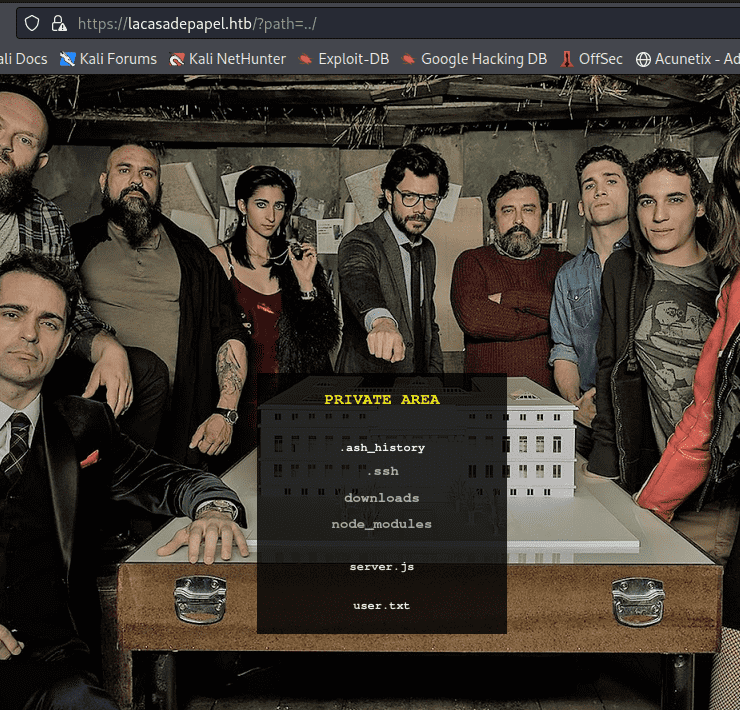 https://lacasadepapel.htb/?path=../
ali Docs Kali Forums Kali NetHunter Exploit-DB Google Hacking DB OffSec Acunetix - Ad
PRIVATE AREA
.ash_history
.ssh
downloads
node_modules
server.js
user.txt